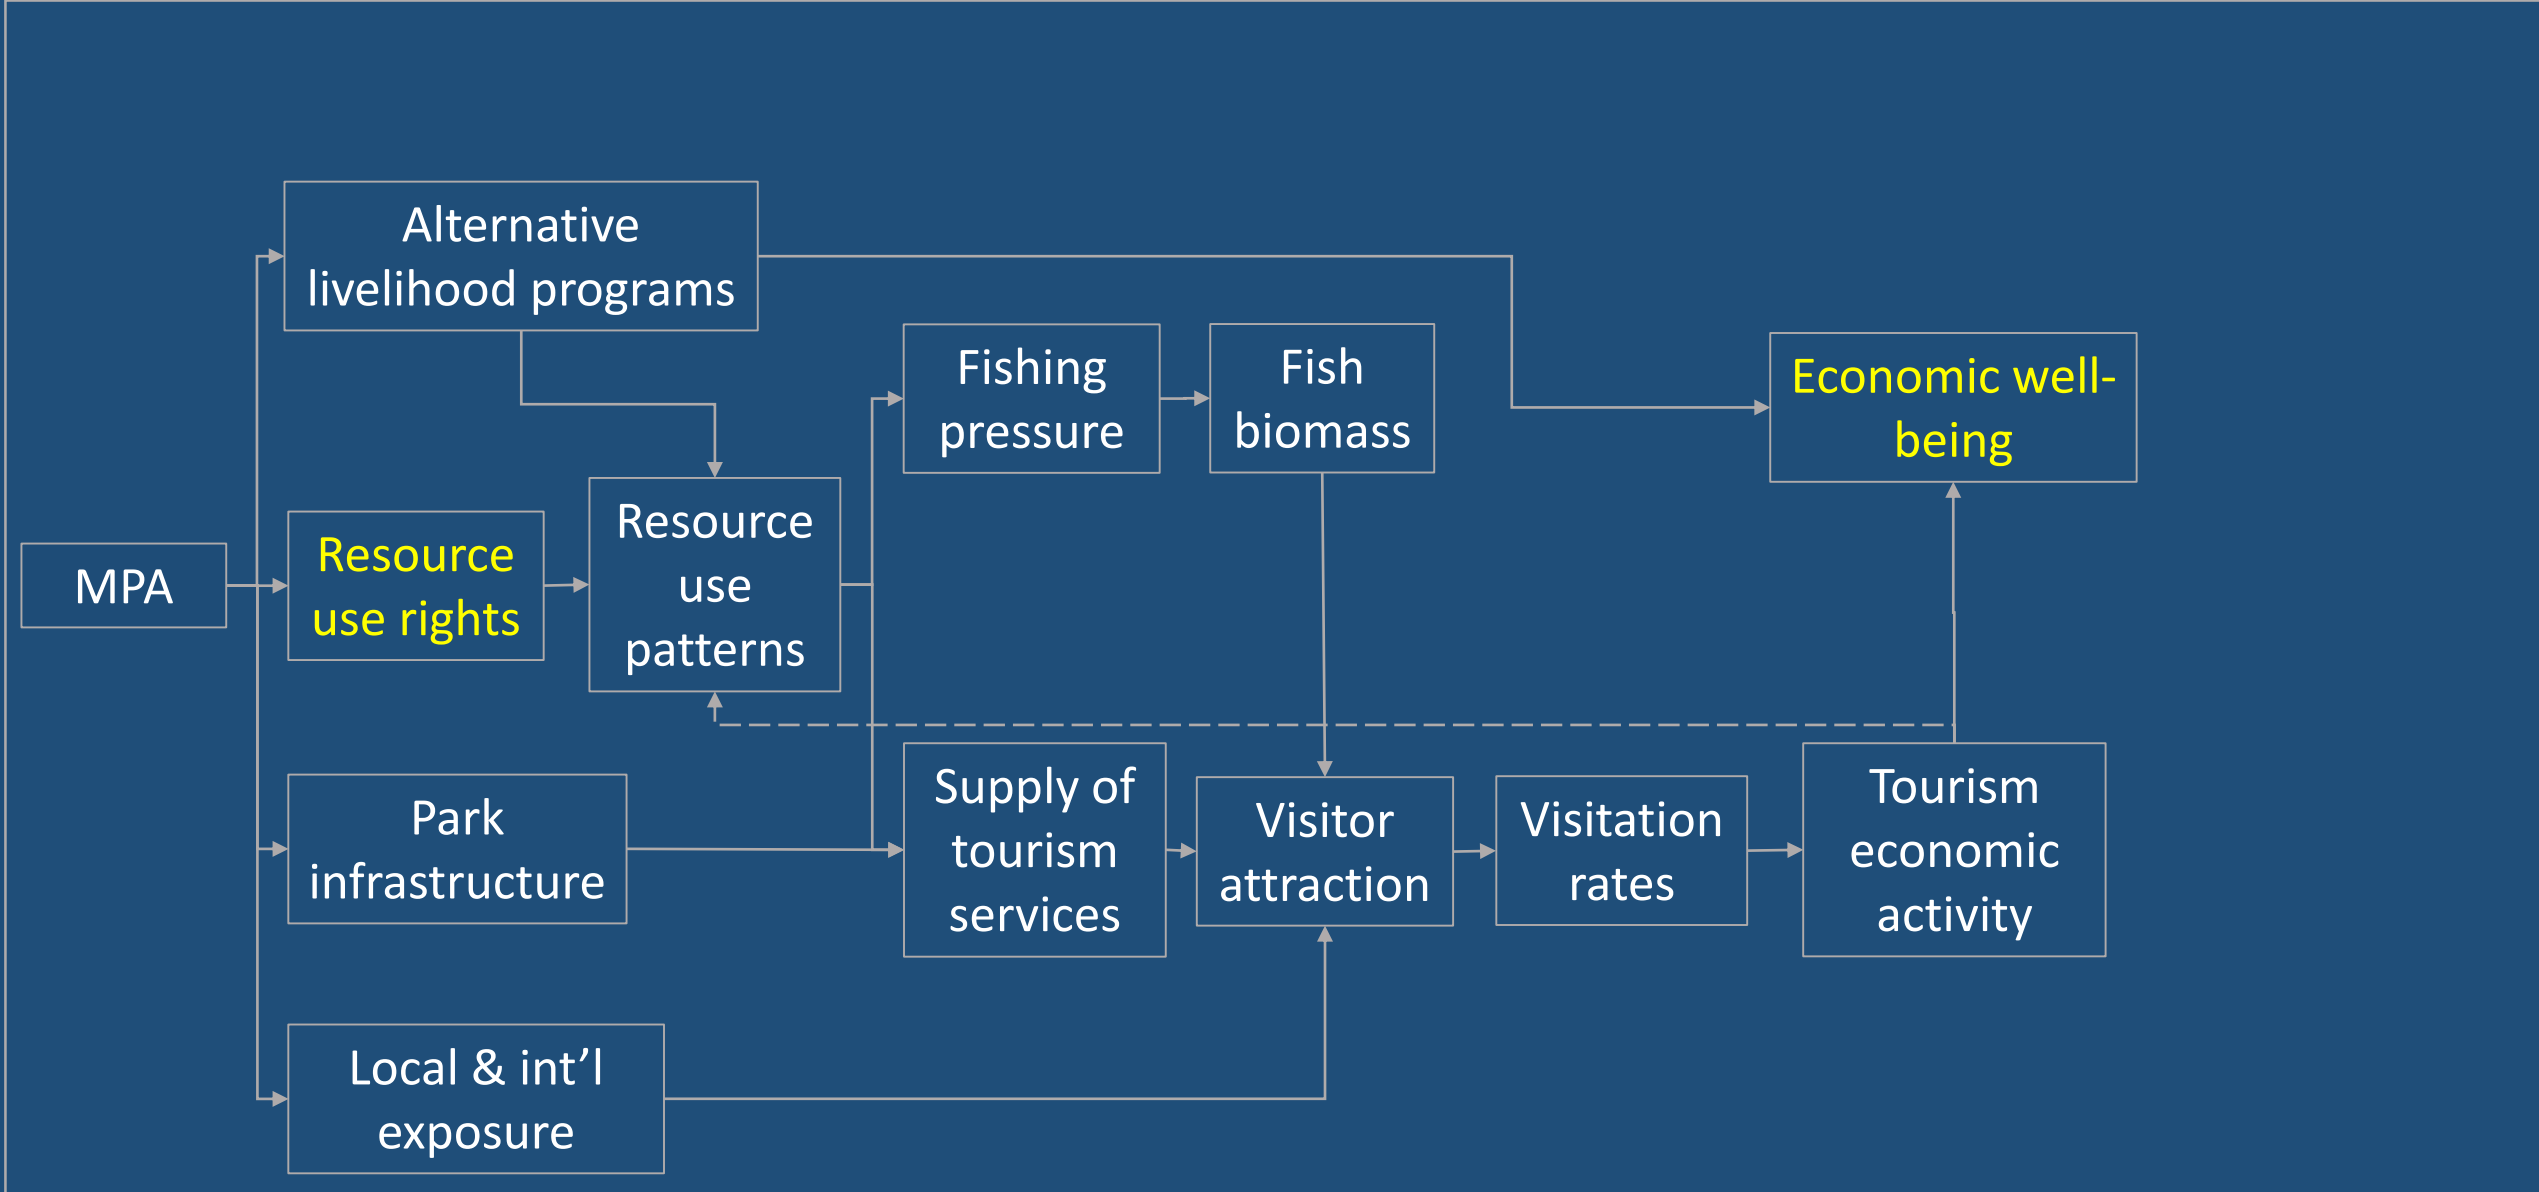 Alternative
livelihood programs
Fishing
pressure
Fish
biomass
Economic well-
being
MPA
Resource
use rights
Resource
use
patterns
Park
infrastructure
Supply of
tourism
services
Visitor
attraction
Visitation
rates
Tourism
economic
activity
Local & int’l
exposure